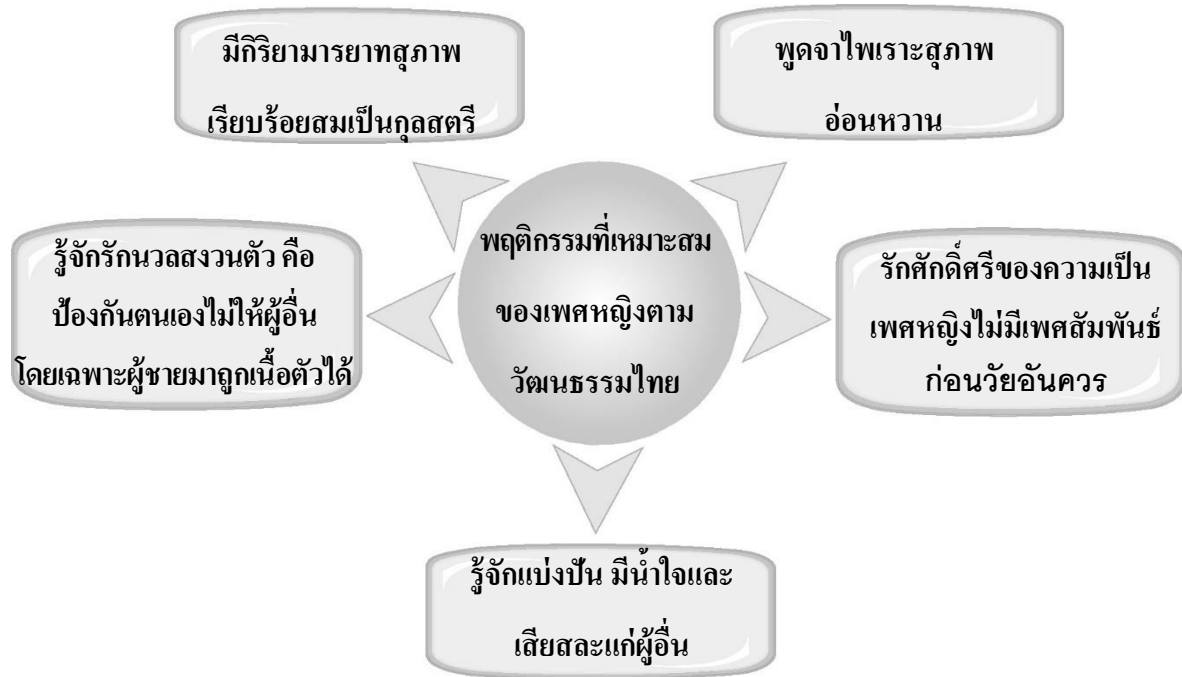 มีกิริยามารยาทสุภาพ
เรียบร้อยสมเป็นกุลสตรี
พูดจาไพเราะสุภาพ
อ่อนหวาน
รู้จักรักนวลสงวนตัว คือ
ป้องกันตนเองไม่ให้ผู้อื่น
โดยเฉพาะผู้ชายมาถูกเนื้อตัวได้
พฤติกรรมที่เหมาะสม
ของเพศหญิงตาม
วัฒนธรรมไทย
รักศักดิ์ศรีของความเป็น
เพศหญิงไม่มีเพศสัมพันธ์
ก่อนวัยอันควร
รู้จักแบ่งปัน มีน้ำใจและ
เสียสละแก่ผู้อื่น